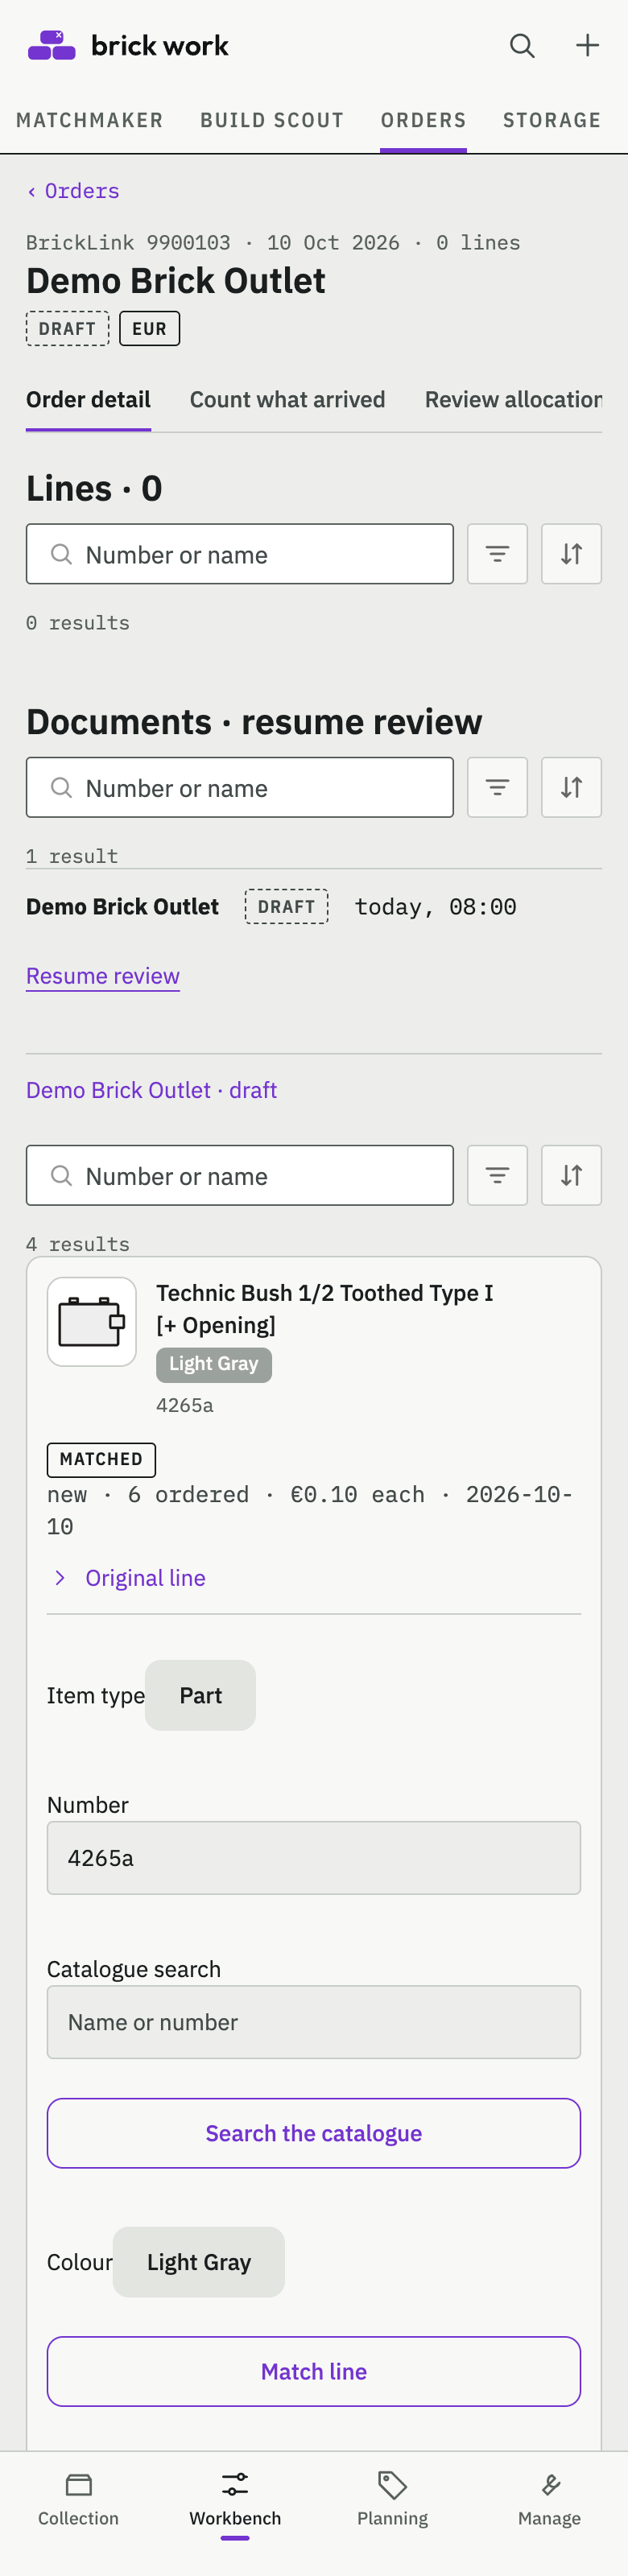 brick work
MATCHMAKER BUILD SCOUT ORDERS STORAGE
‹ Orders
BrickLink 9900103 · 10 Oct 2026 · 0 lines
Demo Brick Outlet
DRAFT EUR
Order detail Count what arrived Review allocation
Lines · 0
Number or name
0 results
Documents · resume review
Number or name
1 result
Demo Brick Outlet DRAFT today, 08:00
Resume review
Demo Brick Outlet · draft
Number or name
4 results
Technic Bush 1/2 Toothed Type I
[+ Opening]
Light Gray
4265a
MATCHED
new · 6 ordered · €0.10 each · 2026-10-
10
Original line
Item type Part
Number
4265a
Catalogue search
Name or number
Search the catalogue
Colour Light Gray
Match line
Collection Workbench Planning Manage